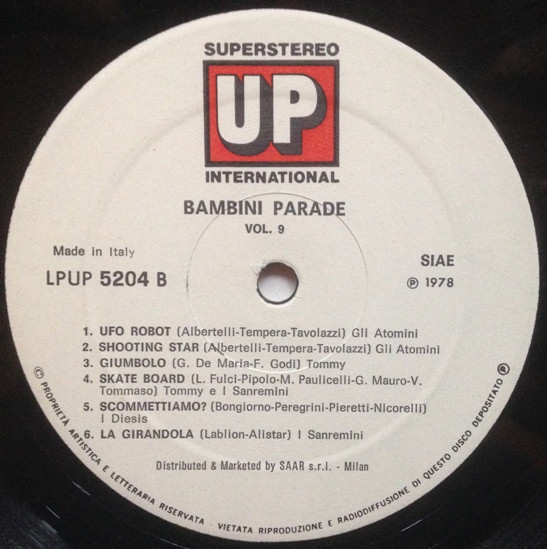 SUPERSTEREO
UP
INTERNATIONAL
BAMBINI PARADE
VOL. 9
Made in Italy
LPUP 5204 B
SIAE
Ⓟ 1978
1. UFO ROBOT (Albertelli-Tempera-Tavolazzi) Gli Atomini
2. SHOOTING STAR (Albertelli-Tempera-Tavolazzi) Gli Atomini
3. GIUMBOLO (G. De Maria-F. Godi) Tommy
4. SKATE BOARD (L. Fulci-Pipolo-M. Paulicelli-G. Mauro-V.
Tommaso) Tommy e I Sanremini
5. SCOMMETTIAMO? (Bongiorno-Peregrini-Pieretti-Nicorelli)
I Diesis
6. LA GIRANDOLA (Lablion-Alistar) I Sanremini
Distributed & Marketed by SAAR s.r.l. - Milan
© PROPRIETÀ ARTISTICA E LETTERARIA RISERVATA - VIETATA RIPRODUZIONE E RADIODIFFUSIONE DI QUESTO DISCO DEPOSITATO Ⓟ